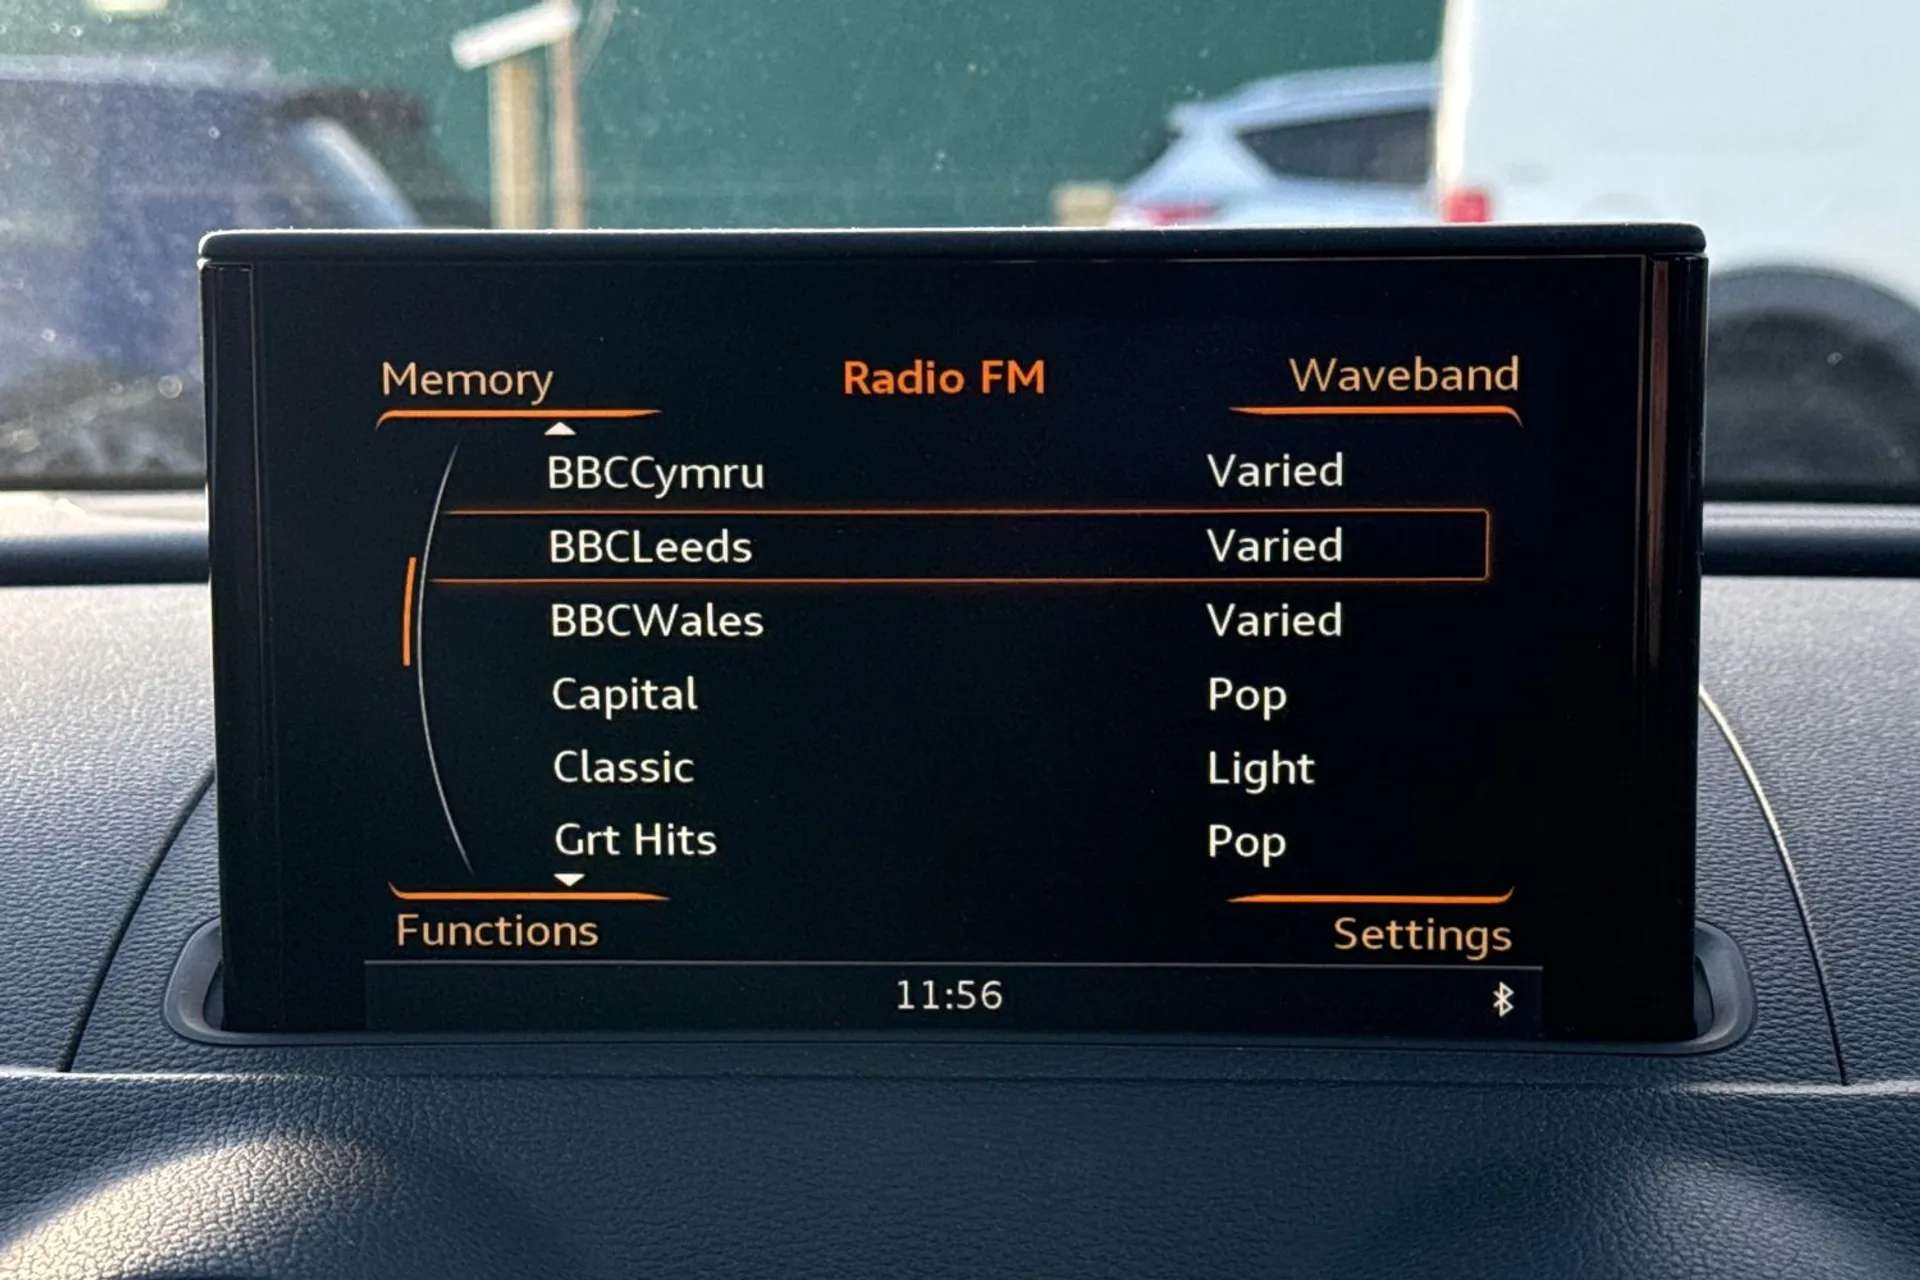 Memory Radio FM Waveband
BBCCymru Varied
BBCLeeds Varied
BBCWales Varied
Capital Pop
Classic Light
Grt Hits Pop
Functions Settings
11:56